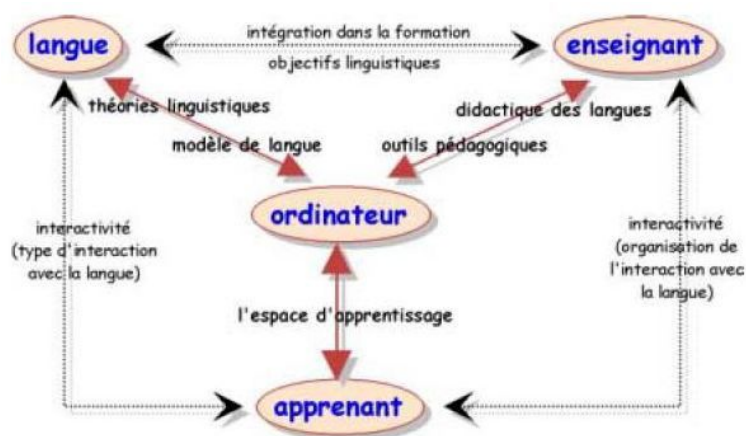 langue
intégration dans la formation
enseignant
objectifs linguistiques
théories linguistiques
didactique des langues
modèle de langue
outils pédagogiques
ordinateur
interactivité
(type d'interaction
avec la langue)
interactivité
(organisation de
l'interaction avec
la langue)
l'espace d'apprentissage
apprenant